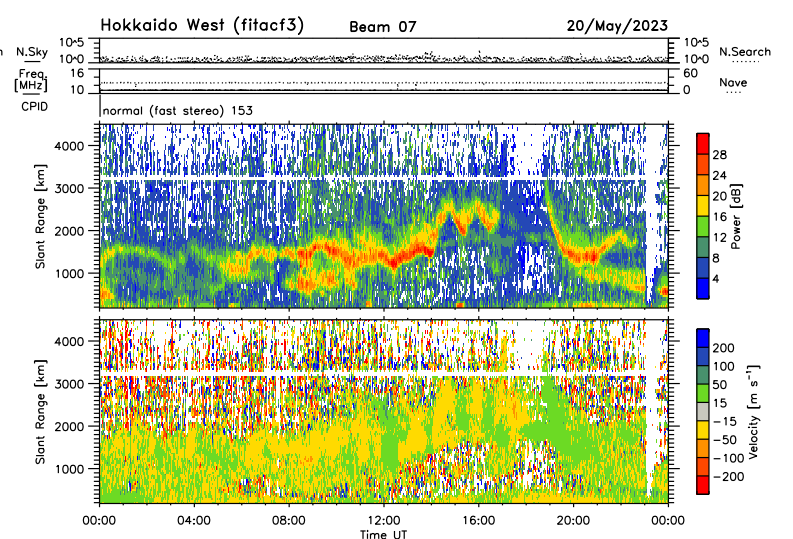 Hokkaido West (fitacf3) Beam 07 20/May/2023
N.Sky 10^5 10^5 N.Search
10^0 10^0
Freq. 16 60 Nave
[MHz] 10 0
CPID normal (fast stereo) 153
4000
3000
2000
1000
Slant Range [km]
28
24
20
16
12
8
4
Power [dB]
4000
3000
2000
1000
Slant Range [km]
200
100
50
15
-15
-50
-100
-200
Velocity [m s⁻¹]
00:00 04:00 08:00 12:00 16:00 20:00 00:00
Time UT